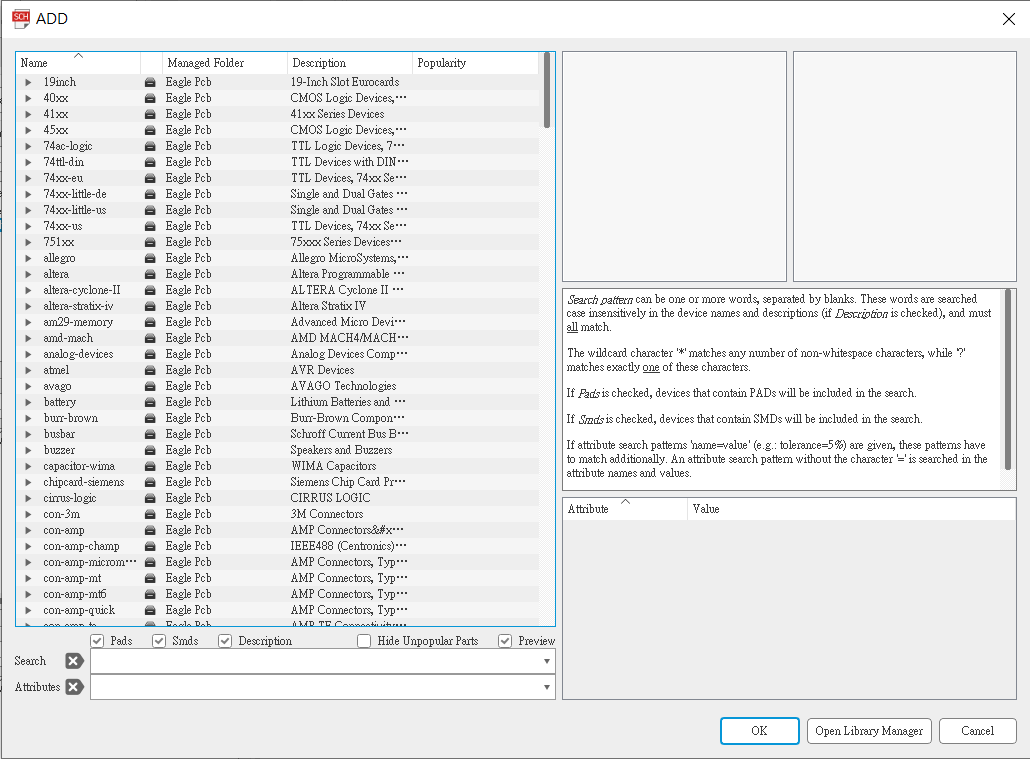 SCH ADD
Name Managed Folder Description Popularity
19inch Eagle Pcb 19-Inch Slot Eurocards
40xx Eagle Pcb CMOS Logic Devices,···
41xx Eagle Pcb 41xx Series Devices
45xx Eagle Pcb CMOS Logic Devices,···
74ac-logic Eagle Pcb TTL Logic Devices, 7···
74ttl-din Eagle Pcb TTL Devices with DIN···
74xx-eu Eagle Pcb TTL Devices, 74xx Se···
74xx-little-de Eagle Pcb Single and Dual Gates ···
74xx-little-us Eagle Pcb Single and Dual Gates ···
74xx-us Eagle Pcb TTL Devices, 74xx Se···
751xx Eagle Pcb 75xxx Series Devices···
allegro Eagle Pcb Allegro MicroSystems,···
altera Eagle Pcb Altera Programmable ···
altera-cyclone-II Eagle Pcb ALTERA Cyclone II ···
altera-stratix-iv Eagle Pcb Altera Stratix IV
am29-memory Eagle Pcb Advanced Micro Devi···
amd-mach Eagle Pcb AMD MACH4/MACH···
analog-devices Eagle Pcb Analog Devices Comp···
atmel Eagle Pcb AVR Devices
avago Eagle Pcb AVAGO Technologies
battery Eagle Pcb Lithium Batteries and ···
burr-brown Eagle Pcb Burr-Brown Compon···
busbar Eagle Pcb Schroff Current Bus B···
buzzer Eagle Pcb Speakers and Buzzers
capacitor-wima Eagle Pcb WIMA Capacitors
chipcard-siemens Eagle Pcb Siemens Chip Card Pr···
cirrus-logic Eagle Pcb CIRRUS LOGIC
con-3m Eagle Pcb 3M Connectors
con-amp Eagle Pcb AMP Connectors&#x···
con-amp-champ Eagle Pcb IEEE488 (Centronics)···
con-amp-microm··· Eagle Pcb AMP Connectors, Typ···
con-amp-mt Eagle Pcb AMP Connectors, Typ···
con-amp-mt6 Eagle Pcb AMP Connectors, Typ···
con-amp-quick Eagle Pcb AMP Connectors, Typ···
con-amp-te Eagle Pcb AMP TE Connectivity···
Pads Smds Description Hide Unpopular Parts Preview
Search
Attributes
Search pattern can be one or more words, separated by blanks. These words are searched
case insensitively in the device names and descriptions (if Description is checked), and must
all match.
The wildcard character '*' matches any number of non-whitespace characters, while '?'
matches exactly one of these characters.
If Pads is checked, devices that contain PADs will be included in the search.
If Smds is checked, devices that contain SMDs will be included in the search.
If attribute search patterns 'name=value' (e.g.: tolerance=5%) are given, these patterns have
to match additionally. An attribute search pattern without the character '=' is searched in the
attribute names and values.
Attribute Value
OK Open Library Manager Cancel